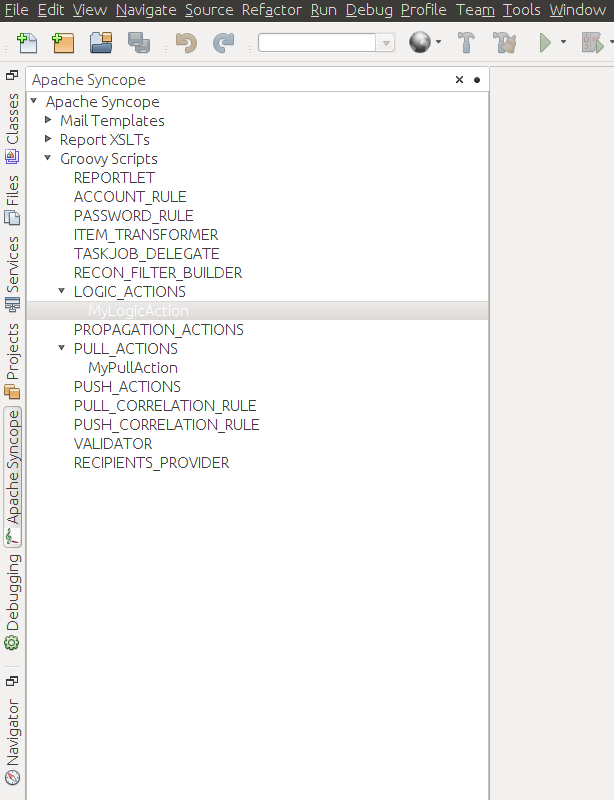 File Edit View Navigate Source Refactor Run Debug Profile Team Tools Window
Apache Syncope
Apache Syncope
Mail Templates
Report XSLTs
Groovy Scripts
REPORTLET
ACCOUNT_RULE
PASSWORD_RULE
ITEM_TRANSFORMER
TASKJOB_DELEGATE
RECON_FILTER_BUILDER
LOGIC_ACTIONS
MyLogicAction
PROPAGATION_ACTIONS
PULL_ACTIONS
MyPullAction
PUSH_ACTIONS
PULL_CORRELATION_RULE
PUSH_CORRELATION_RULE
VALIDATOR
RECIPIENTS_PROVIDER
Classes
Files
Services
Projects
Apache Syncope
Debugging
Navigator